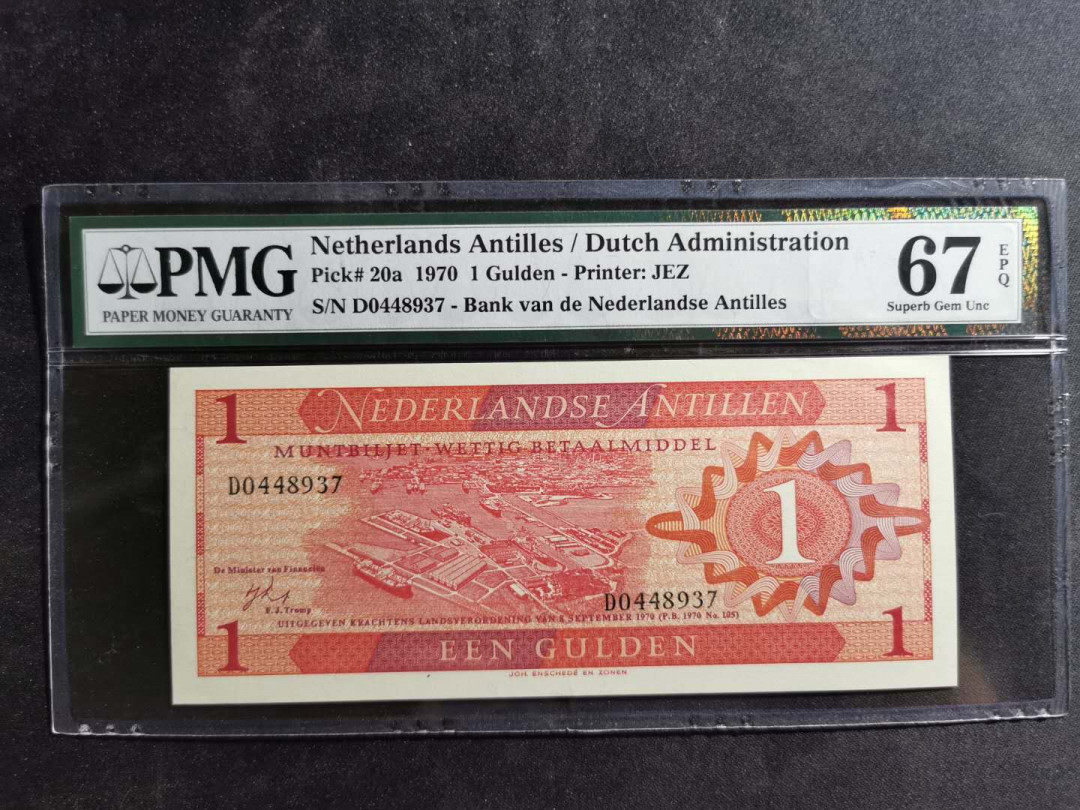 PMG
PAPER MONEY GUARANTY
Netherlands Antilles / Dutch Administration
Pick# 20a 1970 1 Gulden - Printer: JEZ
S/N D0448937 - Bank van de Nederlandse Antilles
67
EPQ
Superb Gem Unc
1
NEDERLANDSE ANTILLEN
1
MUNTBILJET·WETTIG BETAALMIDDEL
D0448937
1
De Minister van Financiën
D0448937
UITGEGEVEN KRACHTENS LANDSVERORDENING VAN 8 SEPTEMBER 1970 (P.B. 1970 No. 105)
1
EEN GULDEN
1
JOH. ENSCHEDÉ EN ZONEN